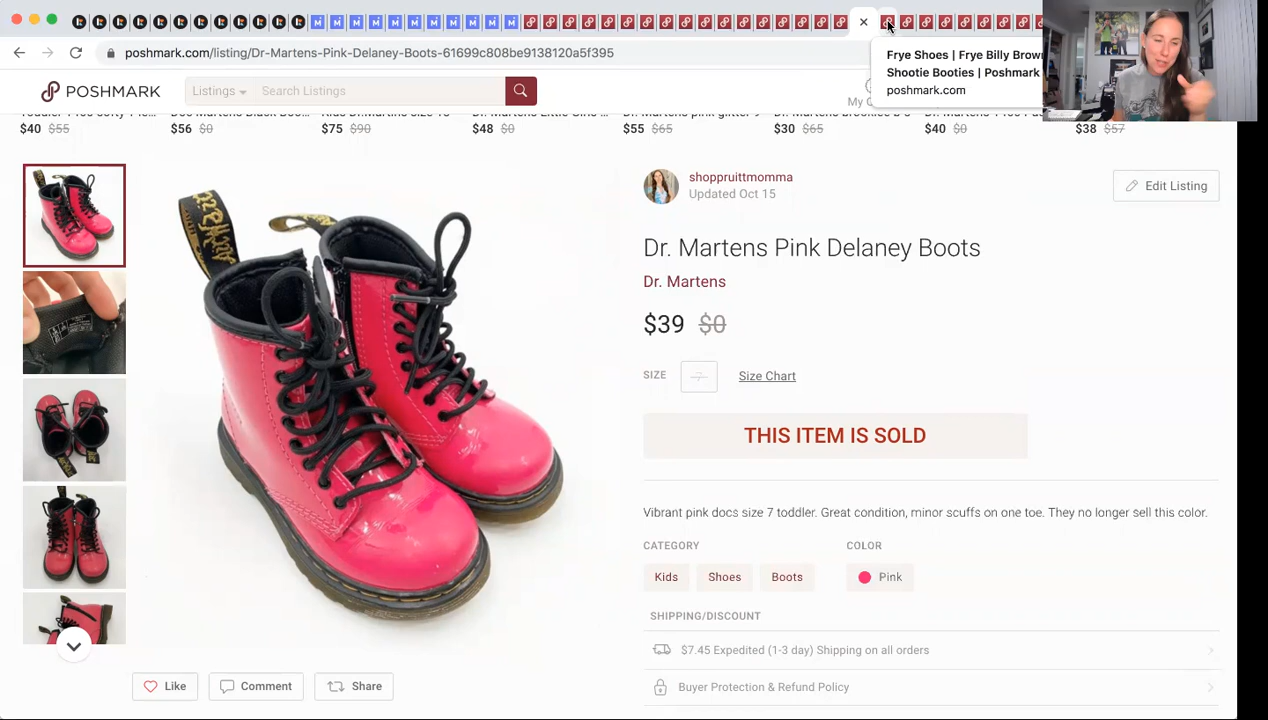 poshmark.com/listing/Dr-Martens-Pink-Delaney-Boots-61699c808be9138120a5f395
Frye Shoes | Frye Billy Brown
Shootie Booties | Poshmark
poshmark.com
POSHMARK
Listings
Search Listings
$40 $55
$56 $0
$75 $90
$48 $0
$55 $65
$30 $65
$40 $0
$38 $57
shoppruittmomma
Updated Oct 15
Edit Listing
Dr. Martens Pink Delaney Boots
Dr. Martens
$39 $0
SIZE
7
Size Chart
THIS ITEM IS SOLD
Vibrant pink docs size 7 toddler. Great condition, minor scuffs on one toe. They no longer sell this color.
CATEGORY
COLOR
Kids
Shoes
Boots
Pink
SHIPPING/DISCOUNT
$7.45 Expedited (1-3 day) Shipping on all orders
Buyer Protection & Refund Policy
Like
Comment
Share